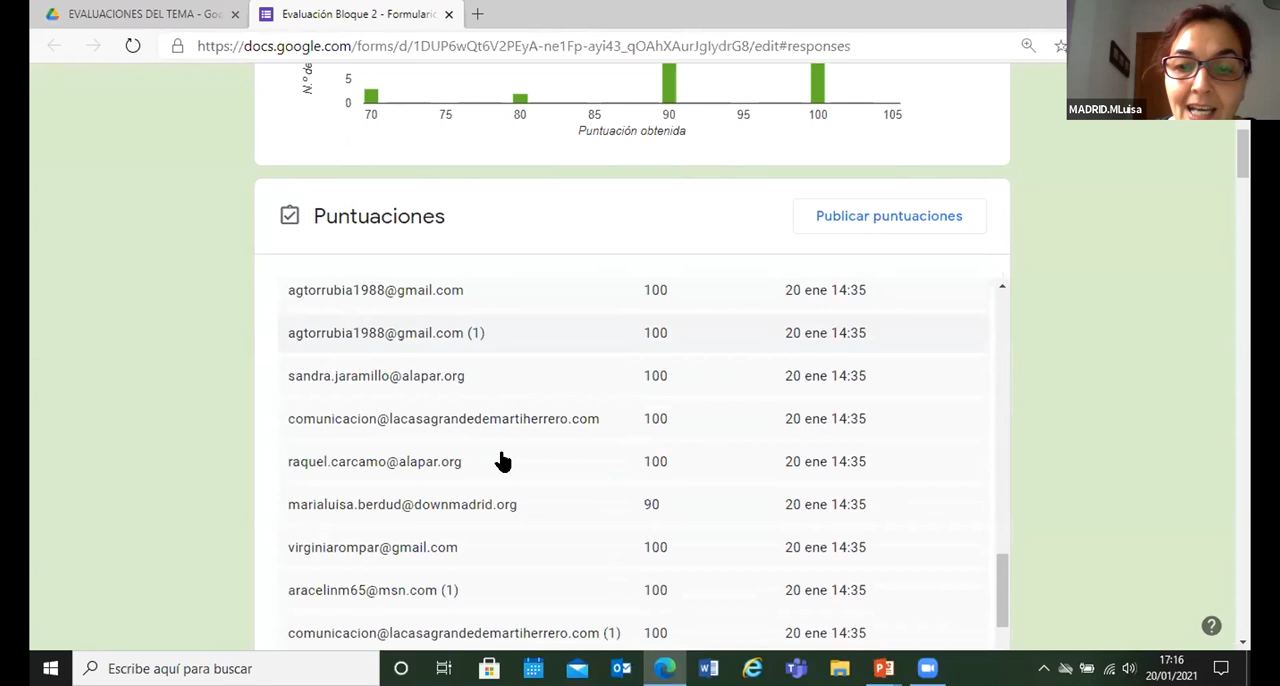 EVALUACIONES DEL TEMA - Goo
Evaluación Bloque 2 - Formulario
https://docs.google.com/forms/d/1DUP6wQt6V2PEyA-ne1Fp-ayi43_qOAhXAurJgIydrG8/edit#responses
MADRID.MLuisa
N.º de
5
0
70 75 80 85 90 95 100 105
Puntuación obtenida
Puntuaciones
Publicar puntuaciones
agtorrubia1988@gmail.com 100 20 ene 14:35
agtorrubia1988@gmail.com (1) 100 20 ene 14:35
sandra.jaramillo@alapar.org 100 20 ene 14:35
comunicacion@lacasagrandedemartiherrero.com 100 20 ene 14:35
raquel.carcamo@alapar.org 100 20 ene 14:35
marialuisa.berdud@downmadrid.org 90 20 ene 14:35
virginiarompar@gmail.com 100 20 ene 14:35
aracelinm65@msn.com (1) 100 20 ene 14:35
comunicacion@lacasagrandedemartiherrero.com (1) 100 20 ene 14:35
Escribe aquí para buscar
17:16
20/01/2021